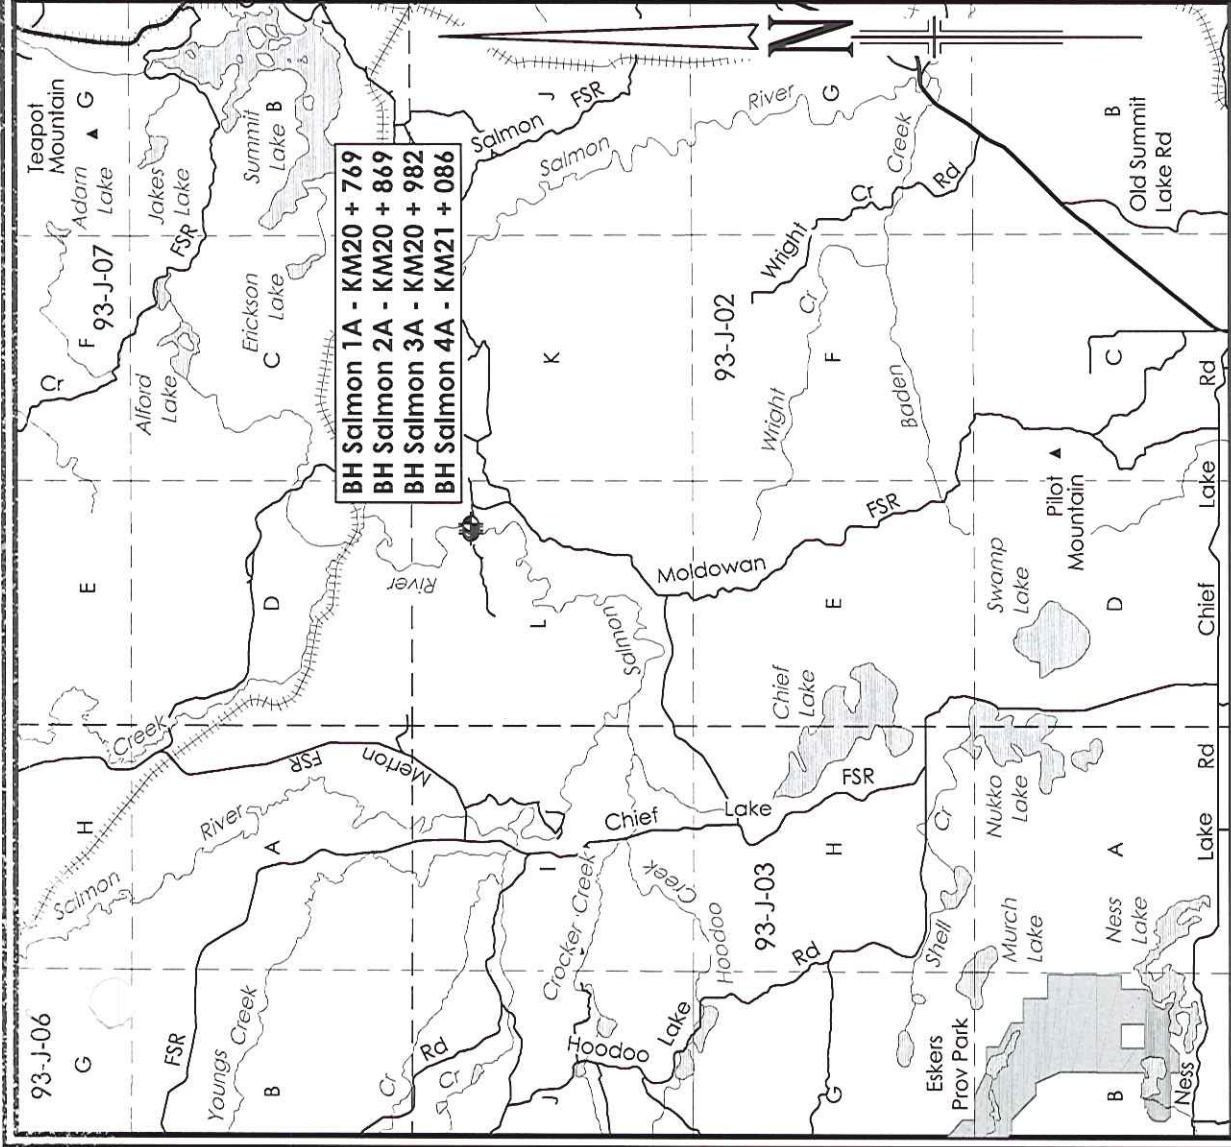 93-J-06
G
H
E
F
93-J-07
Teapot
Mountain
G
Adam
Lake
Jakes
Lake
FSR
Cr
Alford
Lake
Creek
Salmon
River
FSR
Youngs
Creek
B
A
D
C
Erickson
Lake
Summit
Lake
B
FSR
Merton
River
BH Salmon 1A - KM20 + 769
BH Salmon 2A - KM20 + 869
BH Salmon 3A - KM20 + 982
BH Salmon 4A - KM21 + 086
Cr
Rd
Cr
J
I
L
K
J
Salmon
FSR
Salmon
River
Crocker Creek
Hoodoo
Lake
Rd
Hoodoo
Creek
Chief
Lake
FSR
Salmon
Moldowan
FSR
93-J-03
93-J-02
G
H
E
F
G
Chief
Lake
Wright
Cr
Rd
Wright
Cr
Baden
Creek
Shell
Cr
Eskers
Prov Park
Murch
Lake
Nukko
Lake
Swamp
Lake
Pilot
Mountain
B
A
D
C
B
Old Summit
Lake Rd
Ness
Lake
Ness
Lake
Rd
Chief
Lake
Rd
N